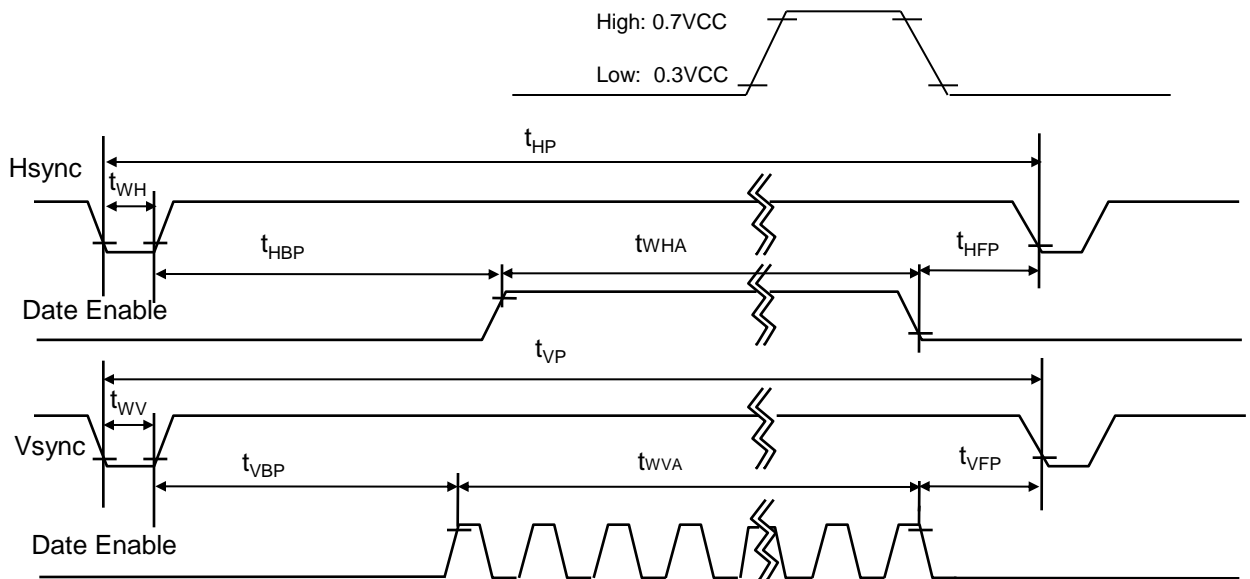 High: 0.7VCC
Low: 0.3VCC
tHP
Hsync
tWH
tHBP
tWHA
tHFP
Date Enable
tVP
tWV
Vsync
tVBP
tWVA
tVFP
Date Enable